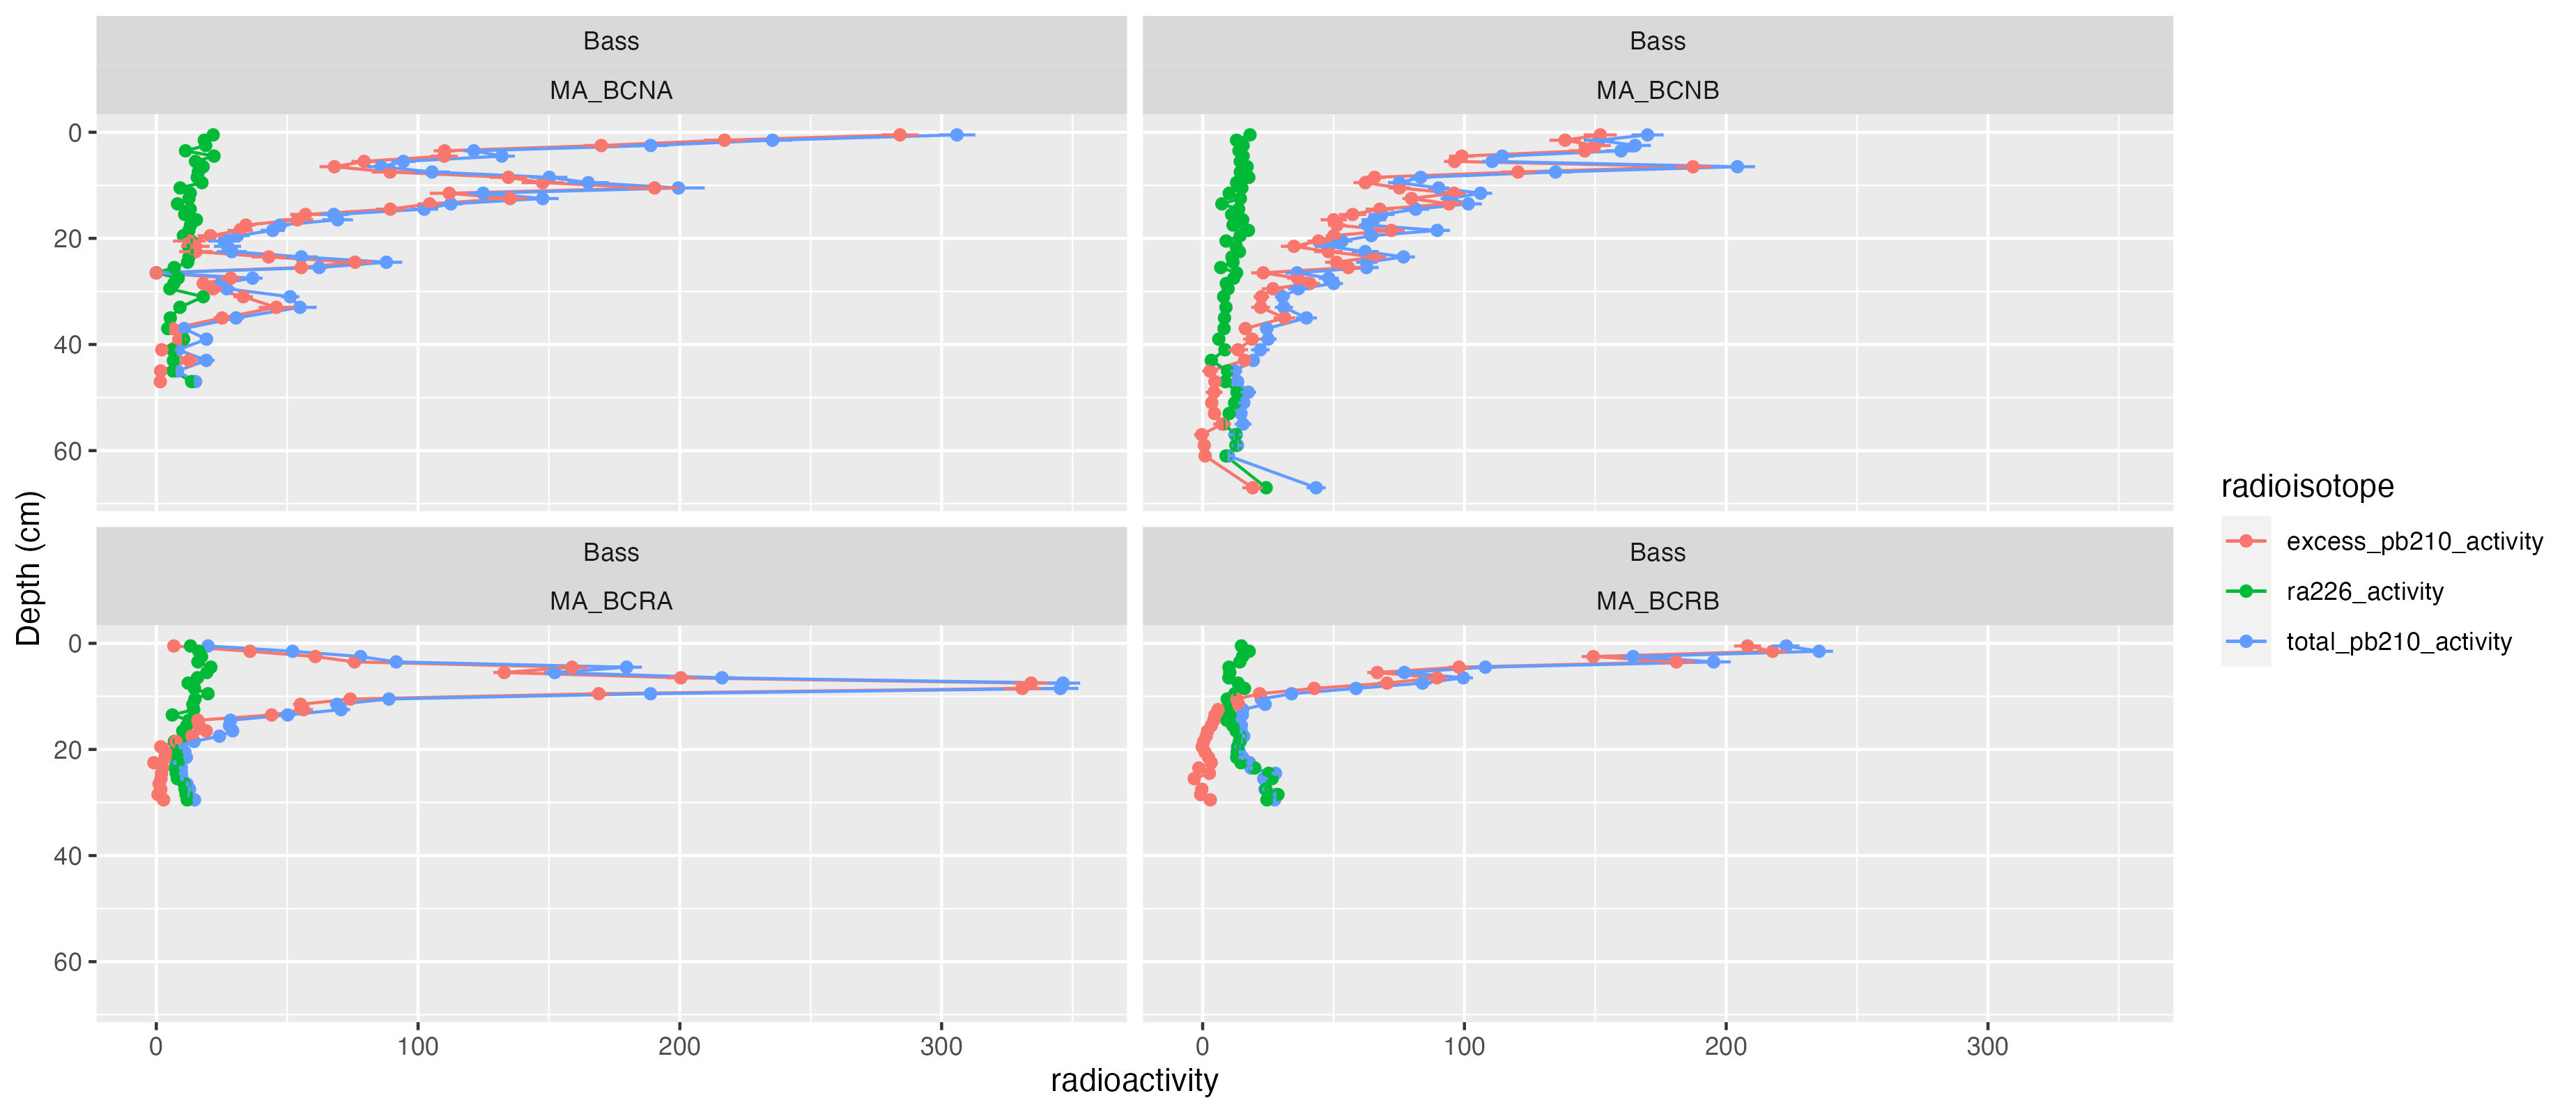 Bass
MA_BCNA
Bass
MA_BCNB
0
20
40
60
Bass
MA_BCRA
Bass
MA_BCRB
0
20
40
60
0
100
200
300
0
100
200
300
Depth (cm)
radioactivity
radioisotope
excess_pb210_activity
ra226_activity
total_pb210_activity